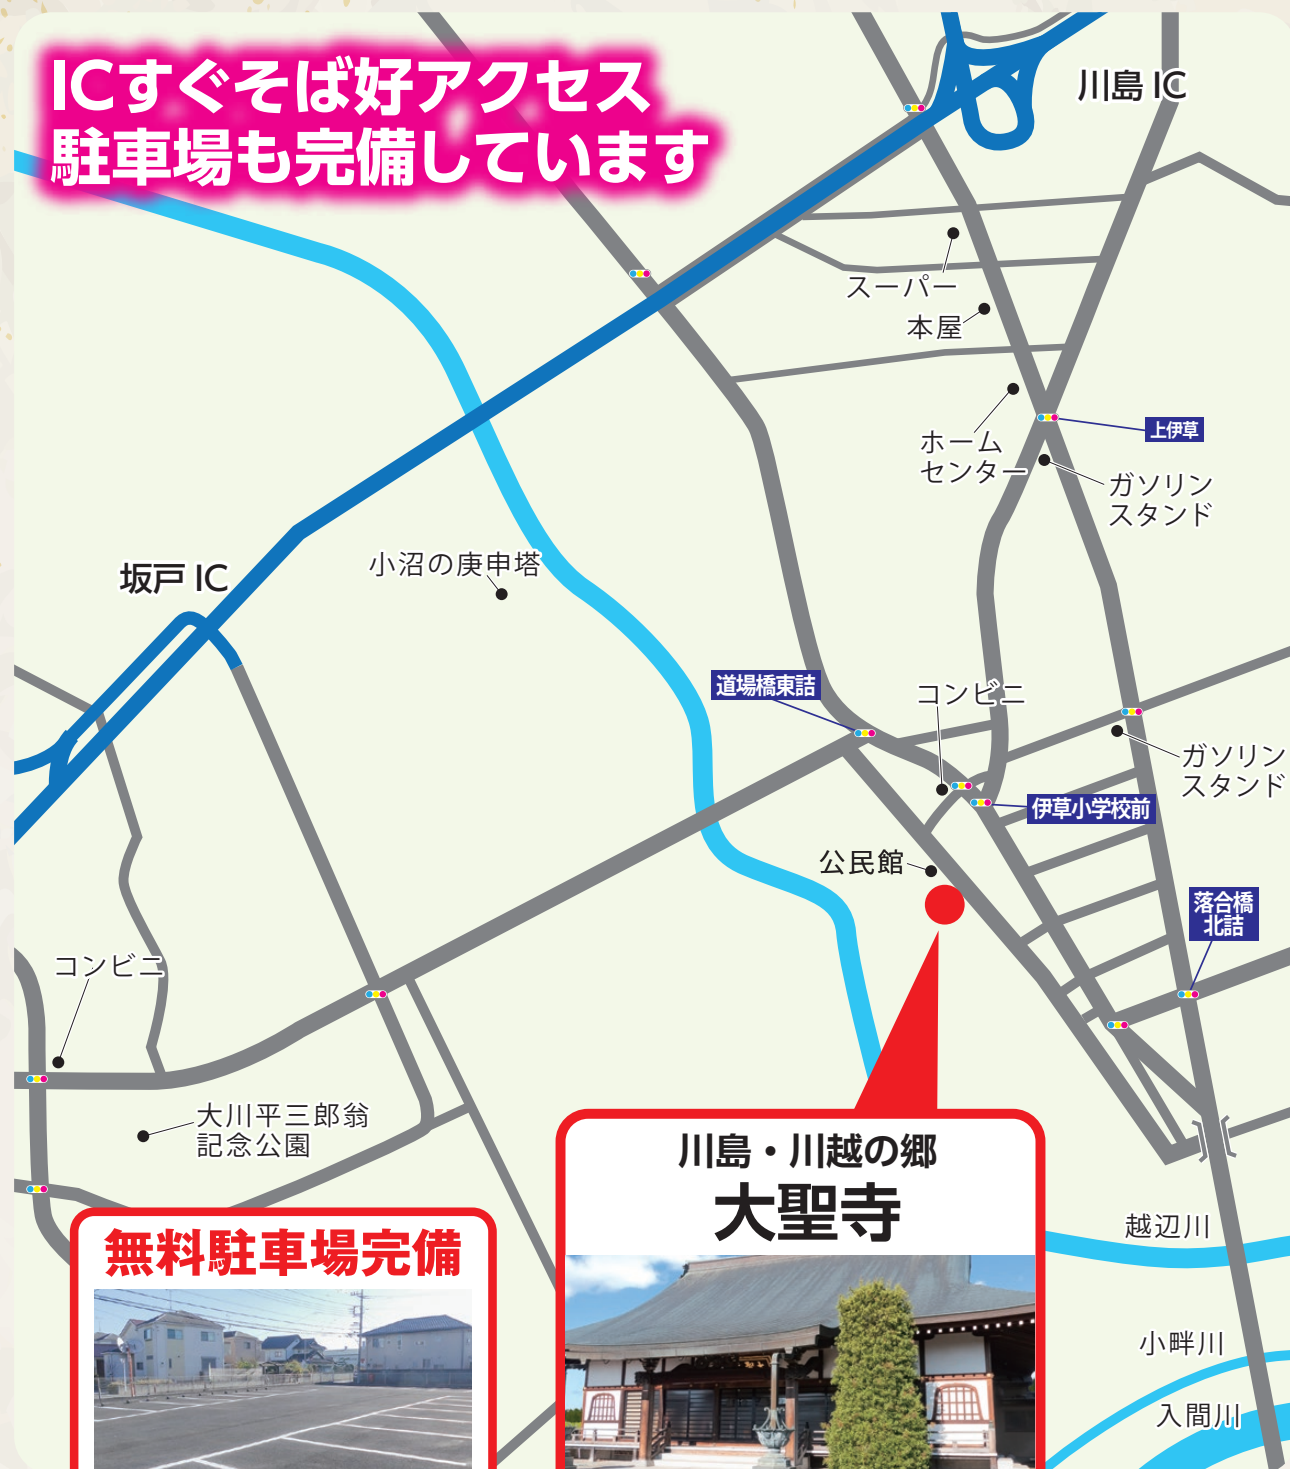 ICすぐそば好アクセス
駐車場も完備しています
川島 IC
スーパー
本屋
上伊草
ホーム
センター
ガソリン
スタンド
坂戸 IC
小沼の庚申塔
道場橋東詰
コンビニ
ガソリン
スタンド
伊草小学校前
公民館
落合橋
北詰
コンビニ
大川平三郎翁
記念公園
川島・川越の郷
大聖寺
無料駐車場完備
越辺川
小畔川
入間川